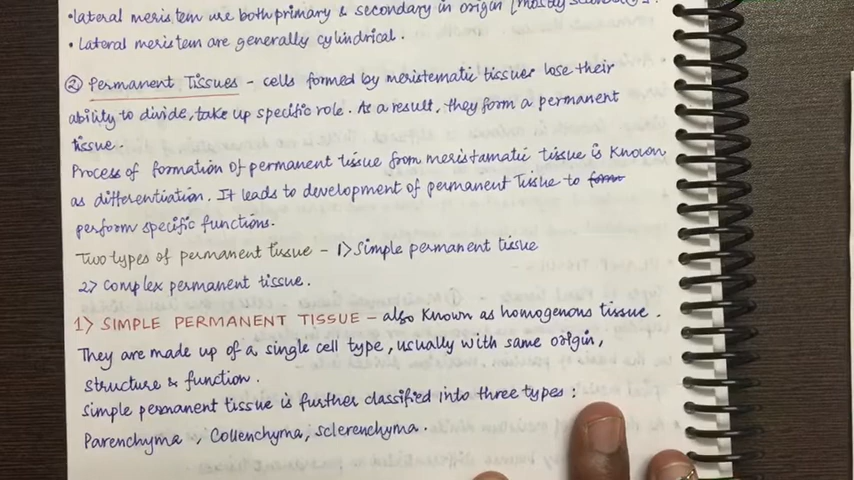 •lateral meristem are both primary & secondary in origin [mostly secondary].
• Lateral meristem are generally cylindrical.
② Permanent Tissues - cells formed by meristematic tissues lose their
ability to divide, take up specific role. As a result, they form a permanent
tissue.
Process of formation of permanent tissue from meristamatic tissue is known
as differentiation. It leads to development of permanent Tissue to form
perform specific functions.
Two types of permanent tissue - 1> Simple permanent tissue
2> Complex permanent tissue.
1> SIMPLE PERMANENT TISSUE - also known as homogenous tissue.
They are made up of a single cell type, usually with same origin,
structure & function.
simple permanent tissue is further classified into three types:
Parenchyma, Collenchyma, sclerenchyma.